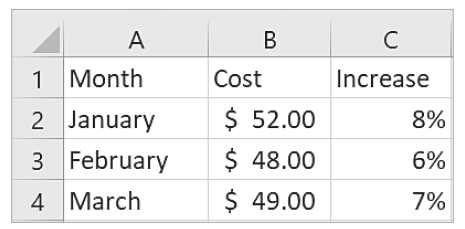 A B C
1 Month Cost Increase
2 January $ 52.00 8%
3 February $ 48.00 6%
4 March $ 49.00 7%